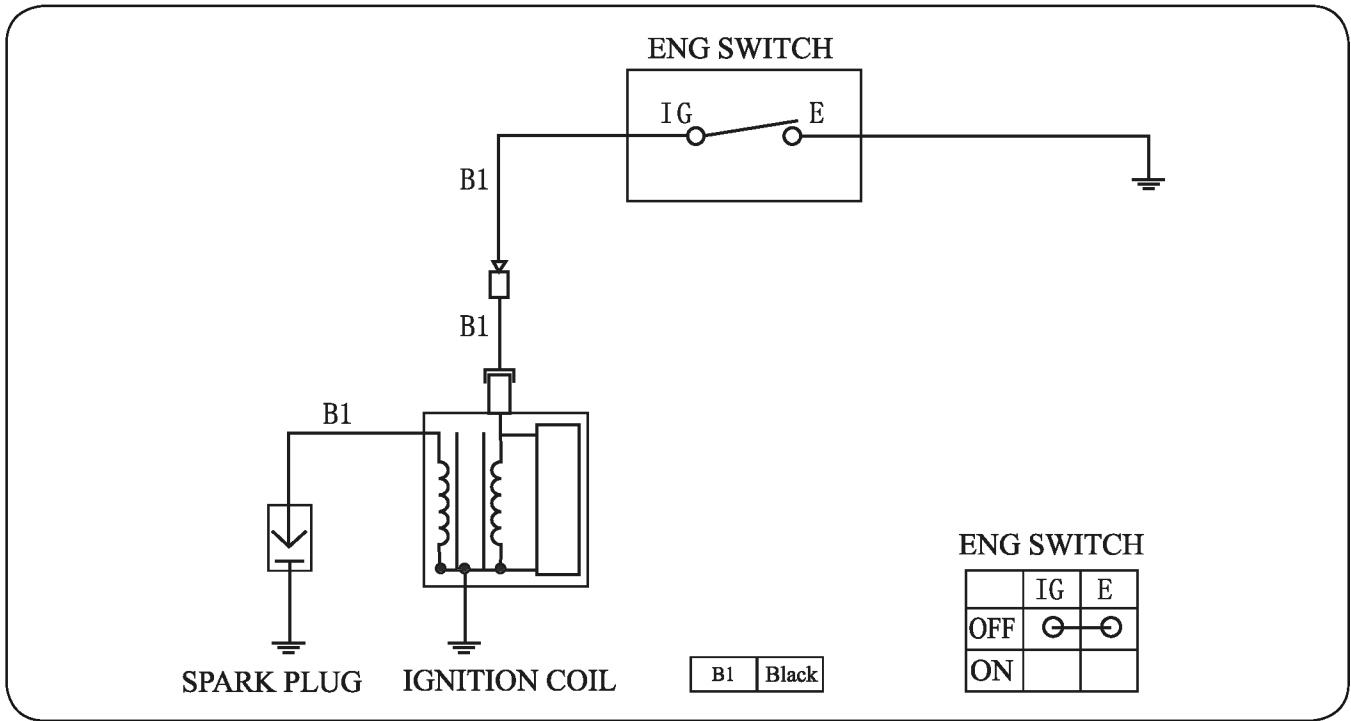 ENG SWITCH
IG E
B1
B1
B1
SPARK PLUG
IGNITION COIL
B1 Black
ENG SWITCH
IG E
OFF
ON